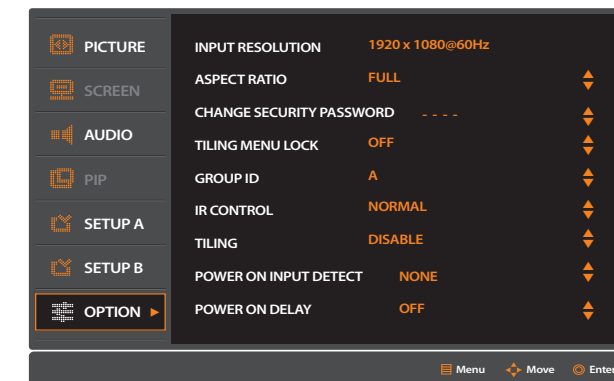 PICTURE
SCREEN
AUDIO
PIP
SETUP A
SETUP B
OPTION
INPUT RESOLUTION 1920 x 1080@60Hz
ASPECT RATIO FULL
CHANGE SECURITY PASSWORD - - - -
TILING MENU LOCK OFF
GROUP ID A
IR CONTROL NORMAL
TILING DISABLE
POWER ON INPUT DETECT NONE
POWER ON DELAY OFF
Menu Move Enter